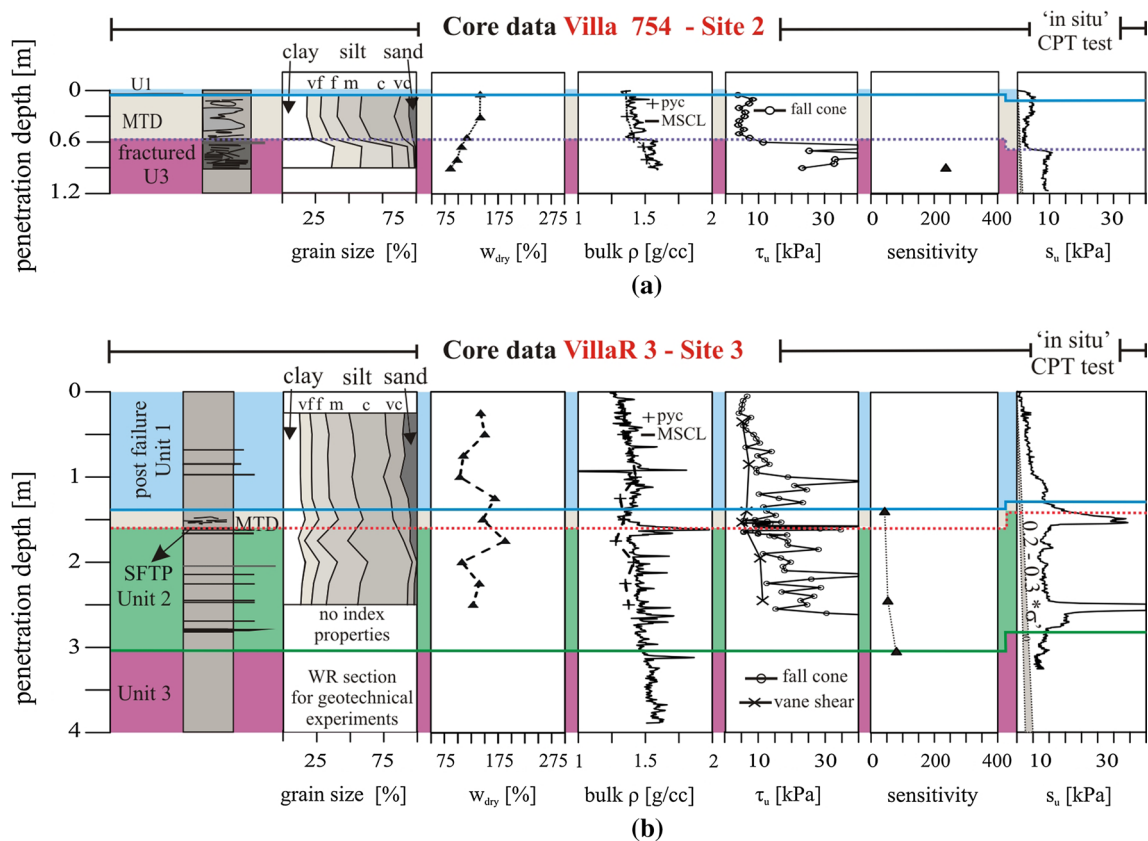 Core data Villa 754 - Site 2
'in situ'
CPT test
penetration depth [m]
clay silt sand
vf f m c vc
0
0.6
1.2
U1
MTD
fractured
U3
+ pyc
MSCL
fall cone
25 75
75 175 275
1 1.5 2
10 30
0 200 400
10 30
grain size [%]
w_dry [%]
bulk ρ [g/cc]
τ_u [kPa]
sensitivity
s_u [kPa]
(a)
Core data VillaR 3 - Site 3
'in situ'
CPT test
penetration depth [m]
clay silt sand
vf f m c vc
0
1
2
3
4
post failure
Unit 1
MTD
SFTP
Unit 2
Unit 3
no index
properties
WR section
for geotechnical
experiments
+ pyc
MSCL
fall cone
vane shear
0.2 - 0.3 * σ'
25 75
75 175 275
1 1.5 2
10 30
0 200 400
10 30
grain size [%]
w_dry [%]
bulk ρ [g/cc]
τ_u [kPa]
sensitivity
s_u [kPa]
(b)